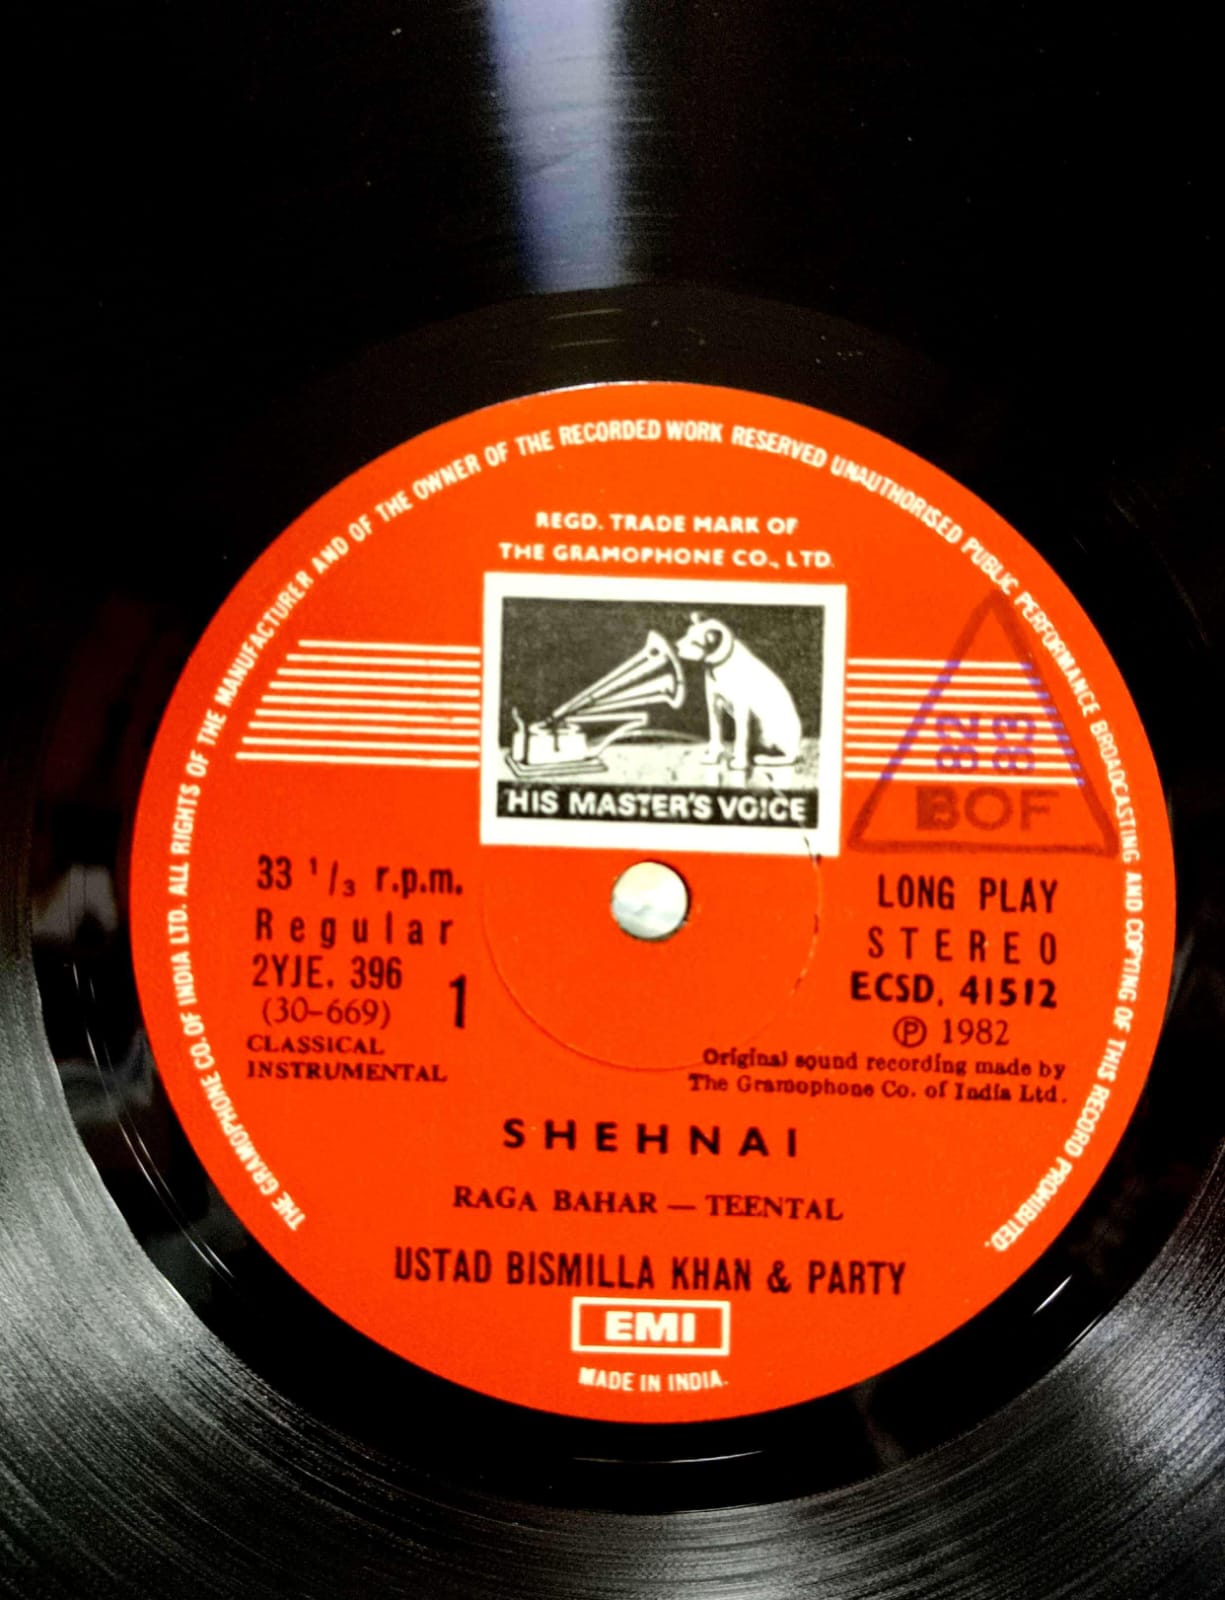 THE GRAMOPHONE CO. OF INDIA LTD. ALL RIGHTS OF THE MANUFACTURER AND OF THE OWNER OF THE RECORDED WORK RESERVED UNAUTHORISED PUBLIC PERFORMANCE BROADCASTING AND COPYING OF THIS RECORD PROHIBITED.
REGD. TRADE MARK OF
THE GRAMOPHONE CO., LTD.
HIS MASTER'S VOICE
82
83
BOF
33 1/3 r.p.m.
Regular
2YJE. 396
(30-669)
1
CLASSICAL
INSTRUMENTAL
LONG PLAY
STEREO
ECSD. 41512
℗ 1982
Original sound recording made by
The Gramophone Co. of India Ltd.
SHEHNAI
RAGA BAHAR — TEENTAL
USTAD BISMILLA KHAN & PARTY
EMI
MADE IN INDIA.